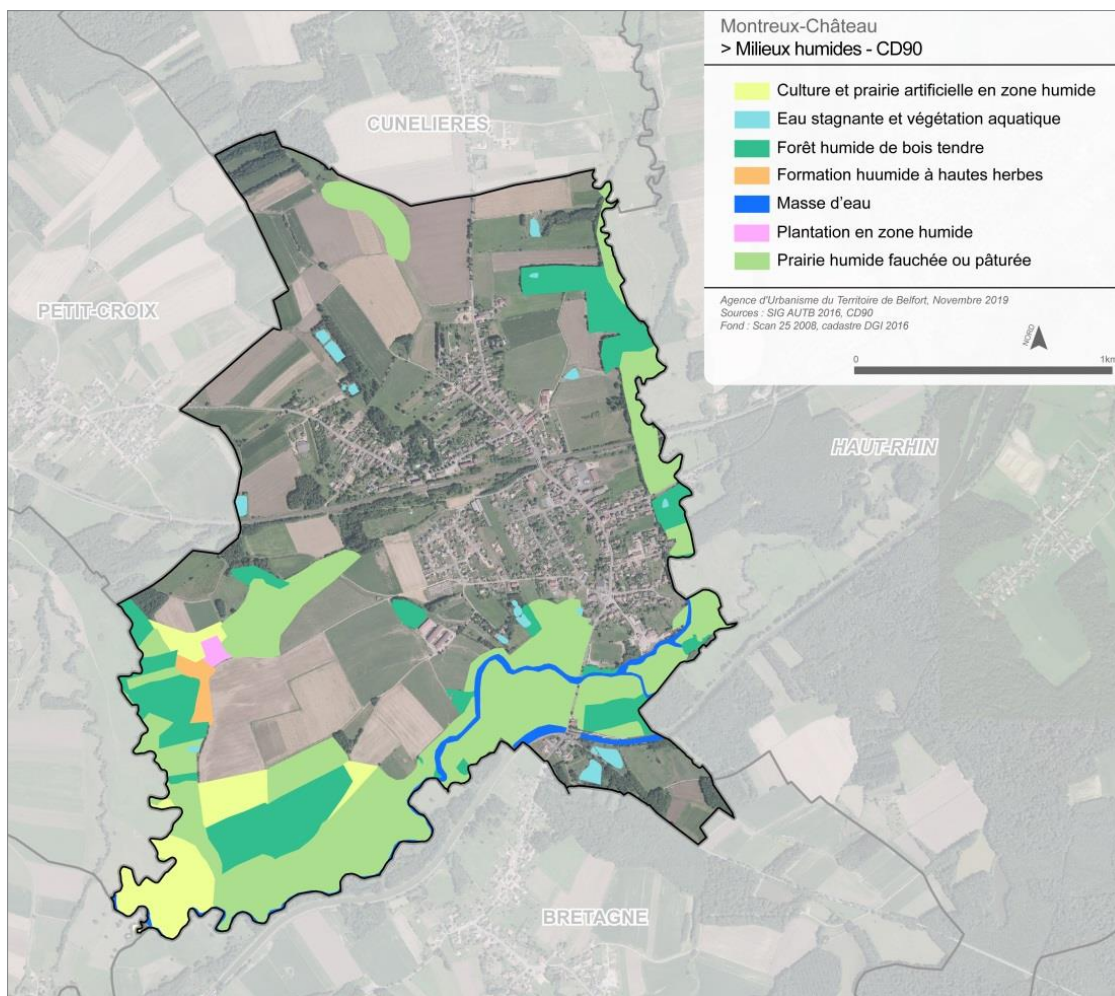 Montreux-Château
> Milieux humides - CD90
Culture et prairie artificielle en zone humide
Eau stagnante et végétation aquatique
Forêt humide de bois tendre
Formation huumide à hautes herbes
Masse d'eau
Plantation en zone humide
Prairie humide fauchée ou pâturée
Agence d'Urbanisme du Territoire de Belfort, Novembre 2019
Sources : SIG AUTB 2016, CD90
Fond : Scan 25 2008, cadastre DGI 2016
NORD
0 1km
CUNELIERES
PETIT-CROIX
HAUT-RHIN
BRETAGNE